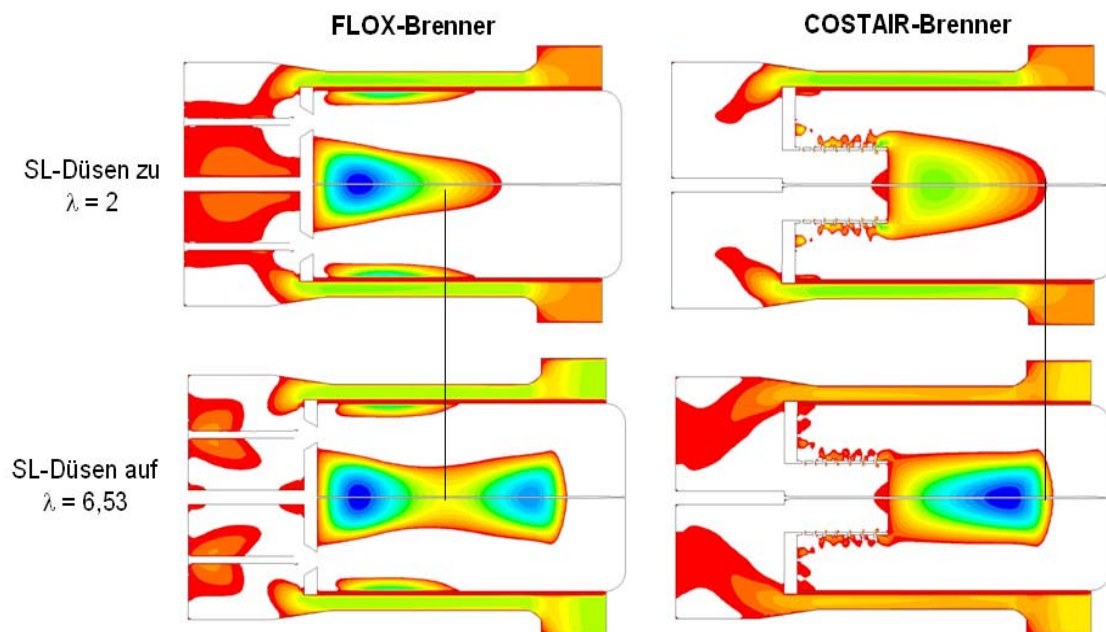 FLOX-Brenner
COSTAIR-Brenner
SL-Düsen zu
λ = 2
SL-Düsen auf
λ = 6,53